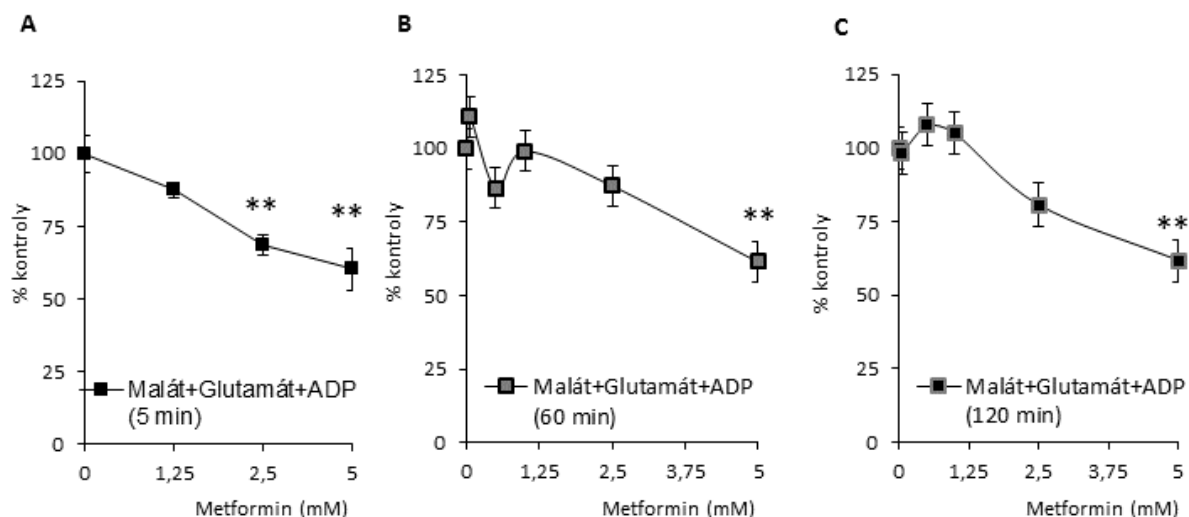 A
125
100
75
50
25
0
% kontroly
**
**
Malát+Glutamát+ADP
(5 min)
0 1,25 2,5 5
Metformin (mM)
B
125
100
75
50
25
0
% kontroly
**
Malát+Glutamát+ADP
(60 min)
0 1,25 2,5 3,75 5
Metformin (mM)
C
125
100
75
50
25
0
% kontroly
**
Malát+Glutamát+ADP
(120 min)
0 1,25 2,5 3,75 5
Metformin (mM)